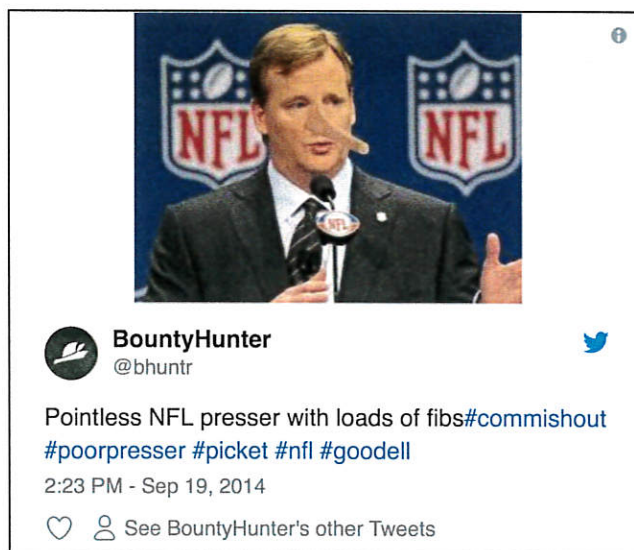 NFL
NFL
NFL
BountyHunter
@bhuntr
Pointless NFL presser with loads of fibs#commishout
#poorpresser #picket #nfl #goodell
2:23 PM - Sep 19, 2014
See BountyHunter's other Tweets